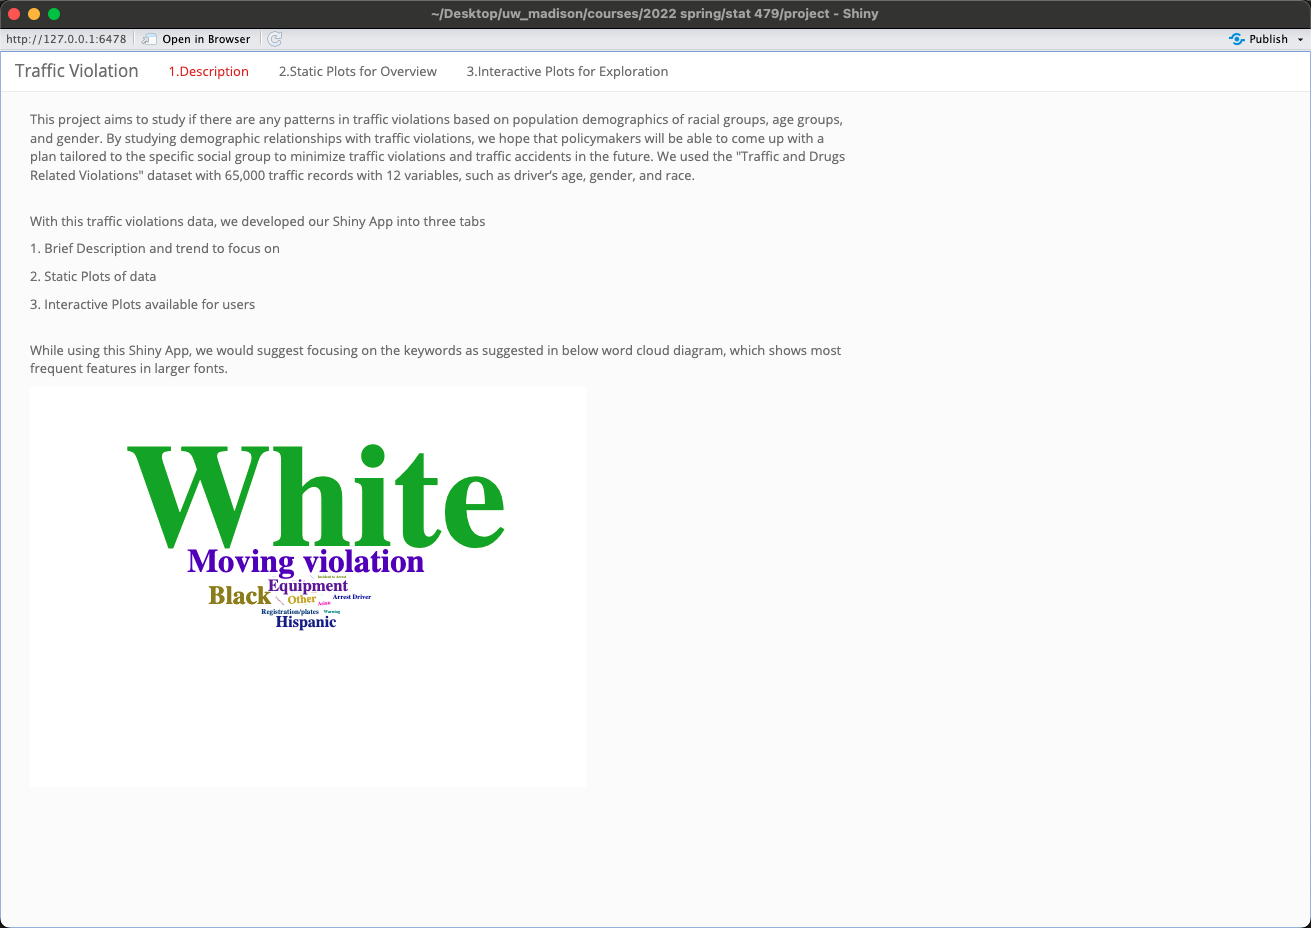 ~/Desktop/uw_madison/courses/2022 spring/stat 479/project - Shiny
http://127.0.0.1:6478 Open in Browser Publish
Traffic Violation 1.Description 2.Static Plots for Overview 3.Interactive Plots for Exploration
This project aims to study if there are any patterns in traffic violations based on population demographics of racial groups, age groups,
and gender. By studying demographic relationships with traffic violations, we hope that policymakers will be able to come up with a
plan tailored to the specific social group to minimize traffic violations and traffic accidents in the future. We used the "Traffic and Drugs
Related Violations" dataset with 65,000 traffic records with 12 variables, such as driver’s age, gender, and race.
With this traffic violations data, we developed our Shiny App into three tabs
1. Brief Description and trend to focus on
2. Static Plots of data
3. Interactive Plots available for users
While using this Shiny App, we would suggest focusing on the keywords as suggested in below word cloud diagram, which shows most
frequent features in larger fonts.
White
Moving violation
Equipment
Black
Other
Arrest Driver
Asian
Registration/plates
Warning
Hispanic